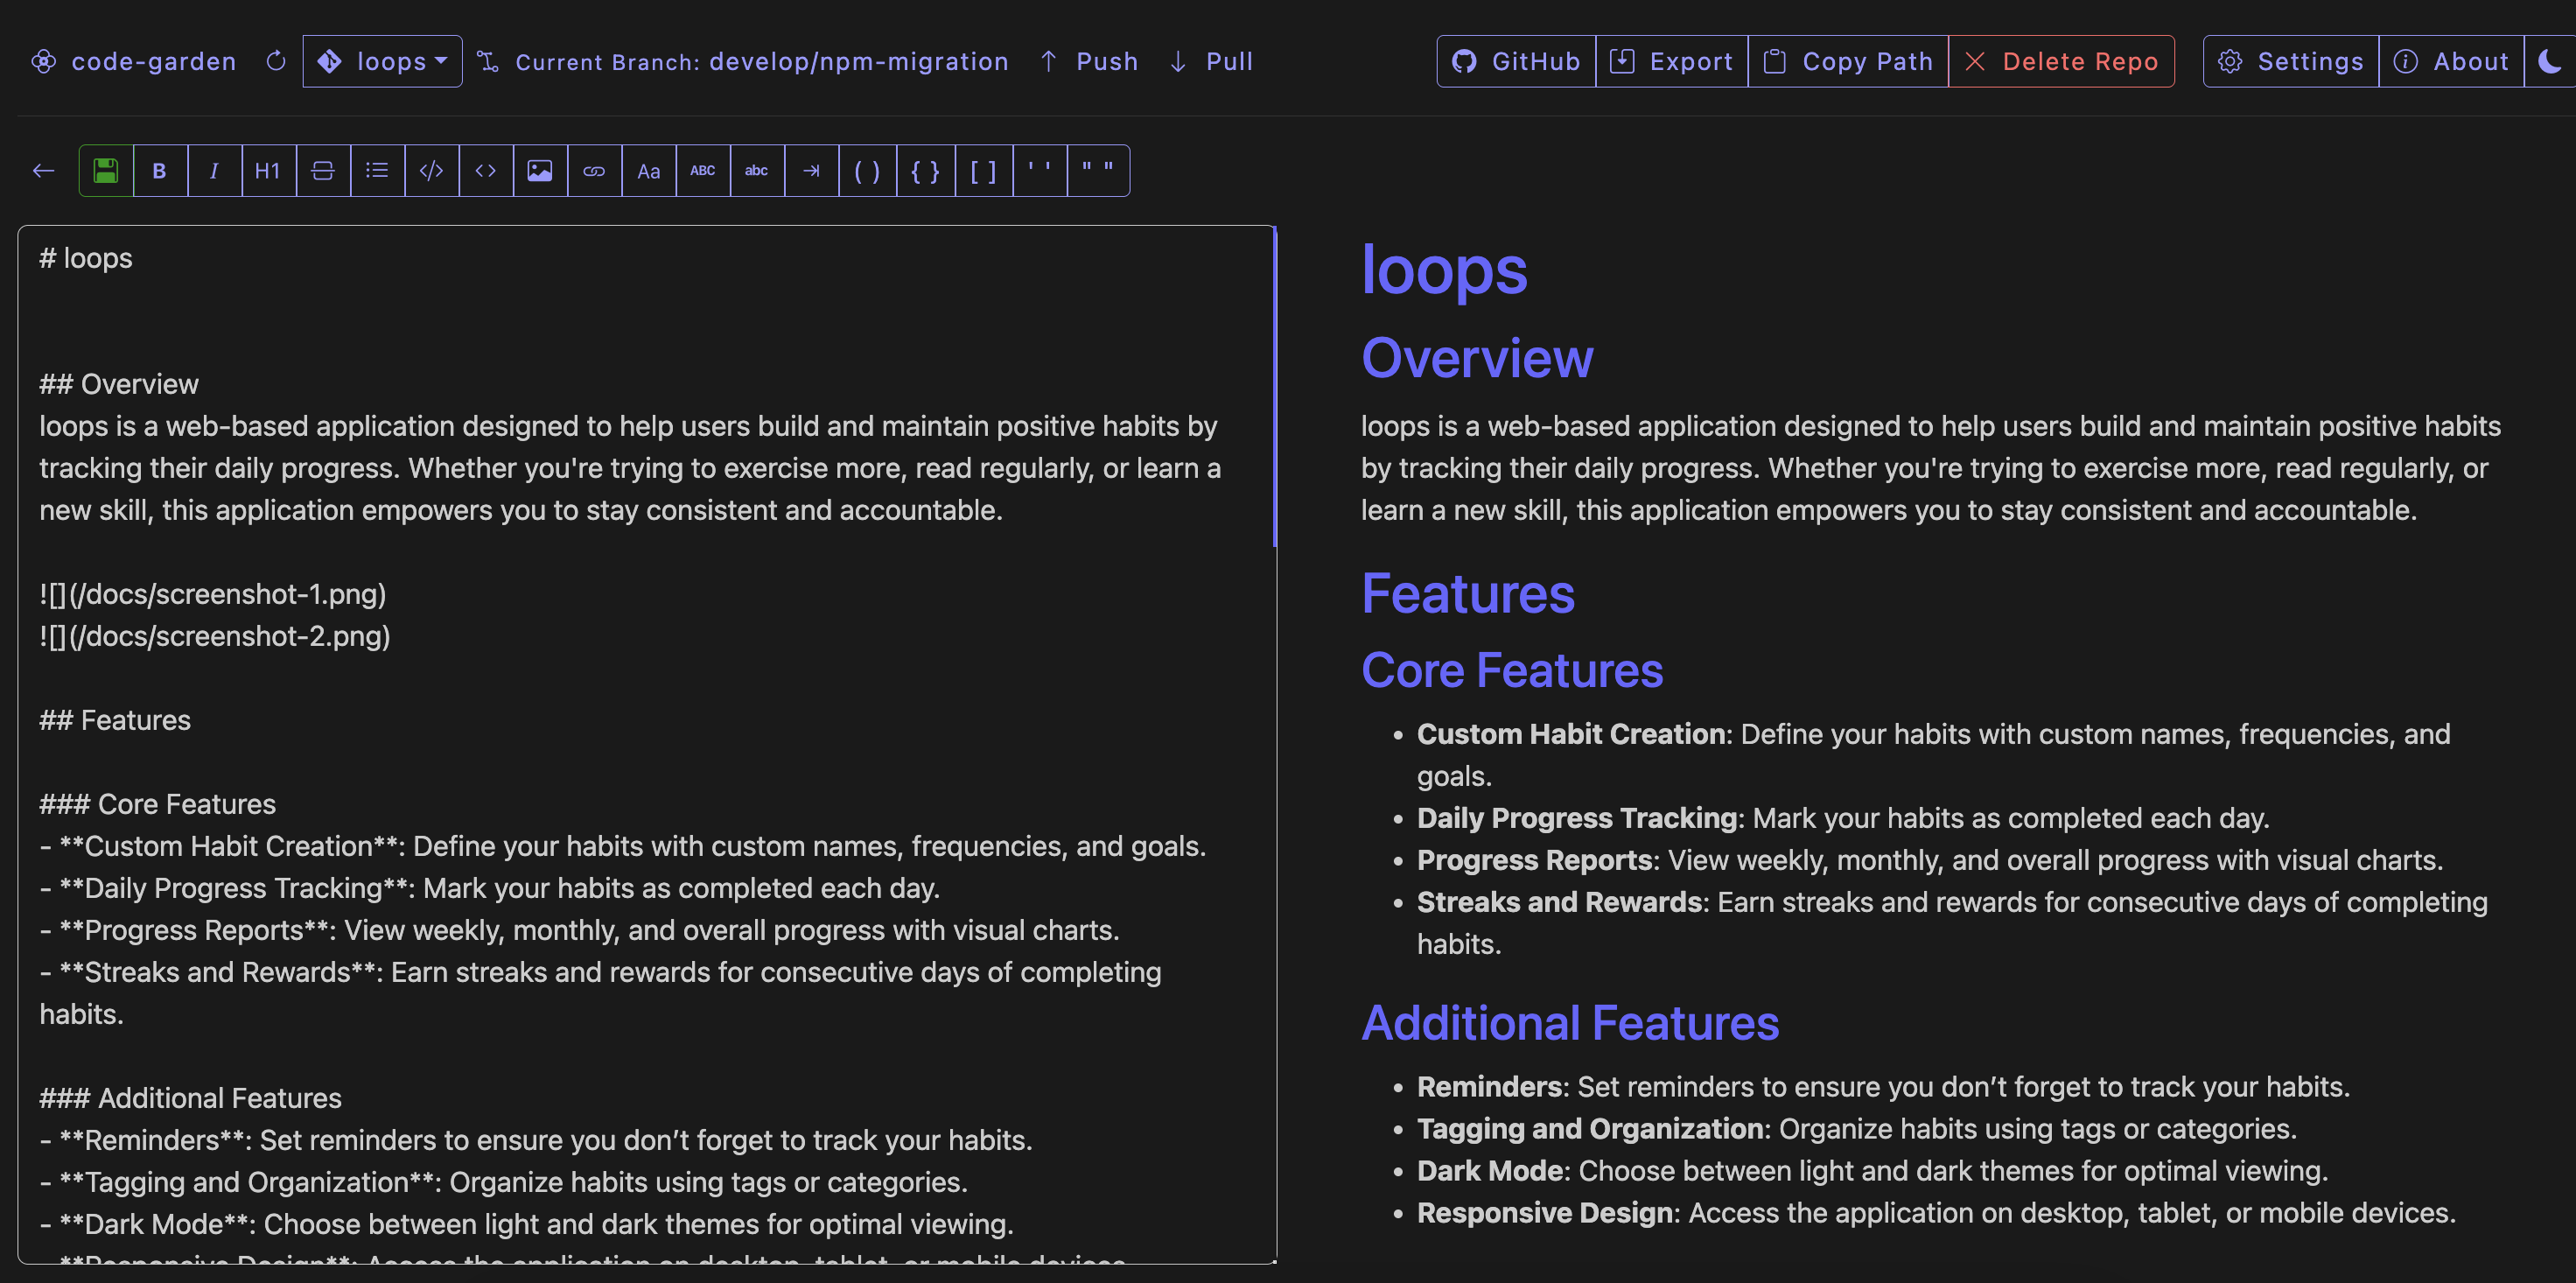 code-garden loops Current Branch: develop/npm-migration Push Pull GitHub Export Copy Path Delete Repo Settings About
B I H1 </> <> Aa ABC abc ( ) { } [ ] ' ' " "
# loops
## Overview
loops is a web-based application designed to help users build and maintain positive habits by
tracking their daily progress. Whether you're trying to exercise more, read regularly, or learn a
new skill, this application empowers you to stay consistent and accountable.
![](/docs/screenshot-1.png)
![](/docs/screenshot-2.png)
## Features
### Core Features
- **Custom Habit Creation**: Define your habits with custom names, frequencies, and goals.
- **Daily Progress Tracking**: Mark your habits as completed each day.
- **Progress Reports**: View weekly, monthly, and overall progress with visual charts.
- **Streaks and Rewards**: Earn streaks and rewards for consecutive days of completing
habits.
### Additional Features
- **Reminders**: Set reminders to ensure you don’t forget to track your habits.
- **Tagging and Organization**: Organize habits using tags or categories.
- **Dark Mode**: Choose between light and dark themes for optimal viewing.
- **Responsive Design**: Access the application on desktop, tablet, or mobile devices.
loops
Overview
loops is a web-based application designed to help users build and maintain positive habits
by tracking their daily progress. Whether you're trying to exercise more, read regularly, or
learn a new skill, this application empowers you to stay consistent and accountable.
Features
Core Features
• Custom Habit Creation: Define your habits with custom names, frequencies, and
goals.
• Daily Progress Tracking: Mark your habits as completed each day.
• Progress Reports: View weekly, monthly, and overall progress with visual charts.
• Streaks and Rewards: Earn streaks and rewards for consecutive days of completing
habits.
Additional Features
• Reminders: Set reminders to ensure you don’t forget to track your habits.
• Tagging and Organization: Organize habits using tags or categories.
• Dark Mode: Choose between light and dark themes for optimal viewing.
• Responsive Design: Access the application on desktop, tablet, or mobile devices.